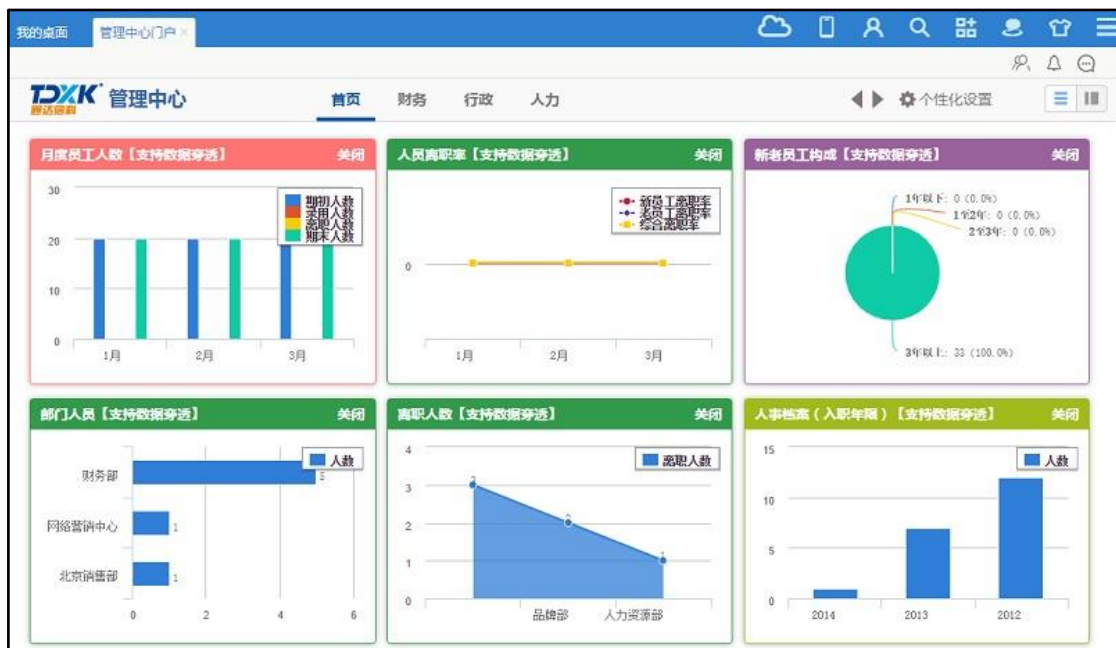 我的桌面 管理中心门户 ×
TDXK 通达信科 管理中心 首页 财务 行政 人力 个性化设置
月度员工人数【支持数据穿透】 关闭
30
20
10
0
1月 2月 3月
期初人数
录用人数
离职人数
期末人数
人员离职率【支持数据穿透】 关闭
0
1月 2月 3月
新员工离职率
老员工离职率
综合离职率
新老员工构成【支持数据穿透】 关闭
1年以下: 0 (0.0%)
1至2年: 0 (0.0%)
2至3年: 0 (0.0%)
3年以上: 33 (100.0%)
部门人员【支持数据穿透】 关闭
人数
财务部 5
网络营销中心 1
北京销售部 1
0 2 4 6
离职人数【支持数据穿透】 关闭
离职人数
4
3
2
1
0
品牌部 人力资源部
人事档案（入职年限）【支持数据穿透】 关闭
人数
15
10
5
0
2014 2013 2012